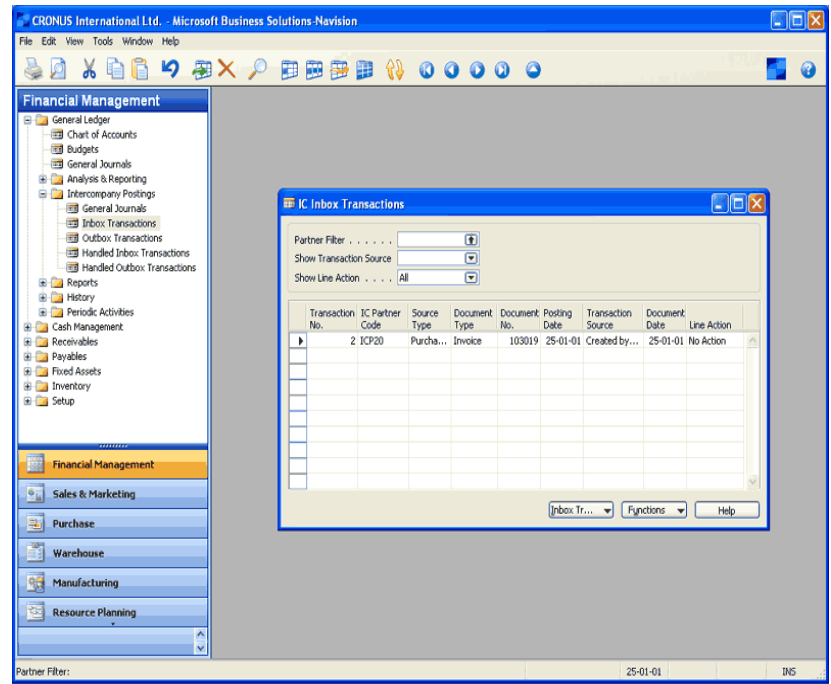 CRONUS International Ltd. - Microsoft Business Solutions-Navision
File Edit View Tools Window Help
Financial Management
General Ledger
Chart of Accounts
Budgets
General Journals
Analysis & Reporting
Intercompany Postings
General Journals
Inbox Transactions
Outbox Transactions
Handled Inbox Transactions
Handled Outbox Transactions
Reports
History
Periodic Activities
Cash Management
Receivables
Payables
Fixed Assets
Inventory
Setup
Financial Management
Sales & Marketing
Purchase
Warehouse
Manufacturing
Resource Planning
IC Inbox Transactions
Partner Filter . . . . . .
Show Transaction Source
Show Line Action . . . . All
Transaction IC Partner Source Document Document Posting Transaction Document
No. Code Type Type No. Date Source Date Line Action
2 ICP20 Purcha... Invoice 103019 25-01-01 Created by... 25-01-01 No Action
Inbox Tr... Functions Help
Partner Filter: 25-01-01 INS